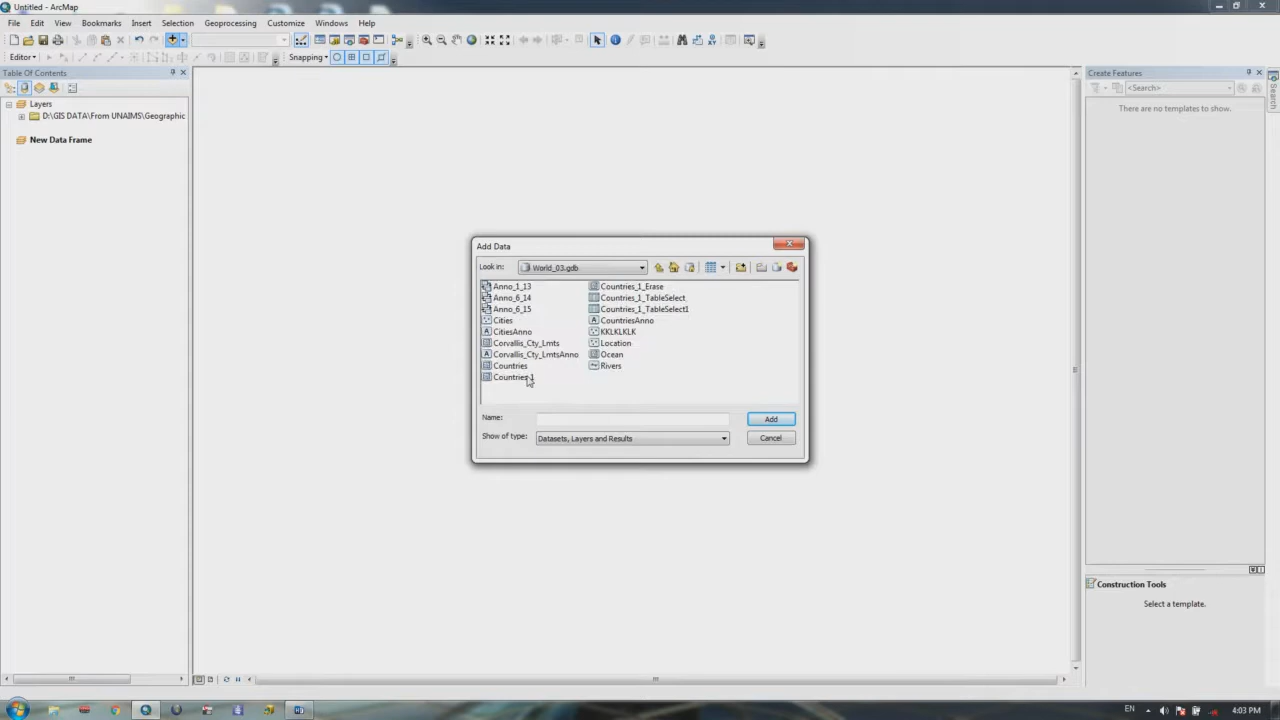 Untitled - ArcMap
File Edit View Bookmarks Insert Selection Geoprocessing Customize Windows Help
Editor Snapping
Table Of Contents
Layers
D:\GIS DATA\From UNAIMS\Geographic
New Data Frame
Add Data
Look in: World_03.gdb
Anno_1_13
Anno_6_14
Anno_6_15
Cities
CitiesAnno
Corvallis_Cty_Lmts
Corvallis_Cty_LmtsAnno
Countries
Countries_1
Countries_1_Erase
Countries_1_TableSelect
Countries_1_TableSelect1
CountriesAnno
KKLKLKLK
Location
Ocean
Rivers
Name:
Add
Show of type: Datasets, Layers and Results
Cancel
Create Features
<Search>
There are no templates to show.
Search
Construction Tools
Select a template.
EN
4:03 PM